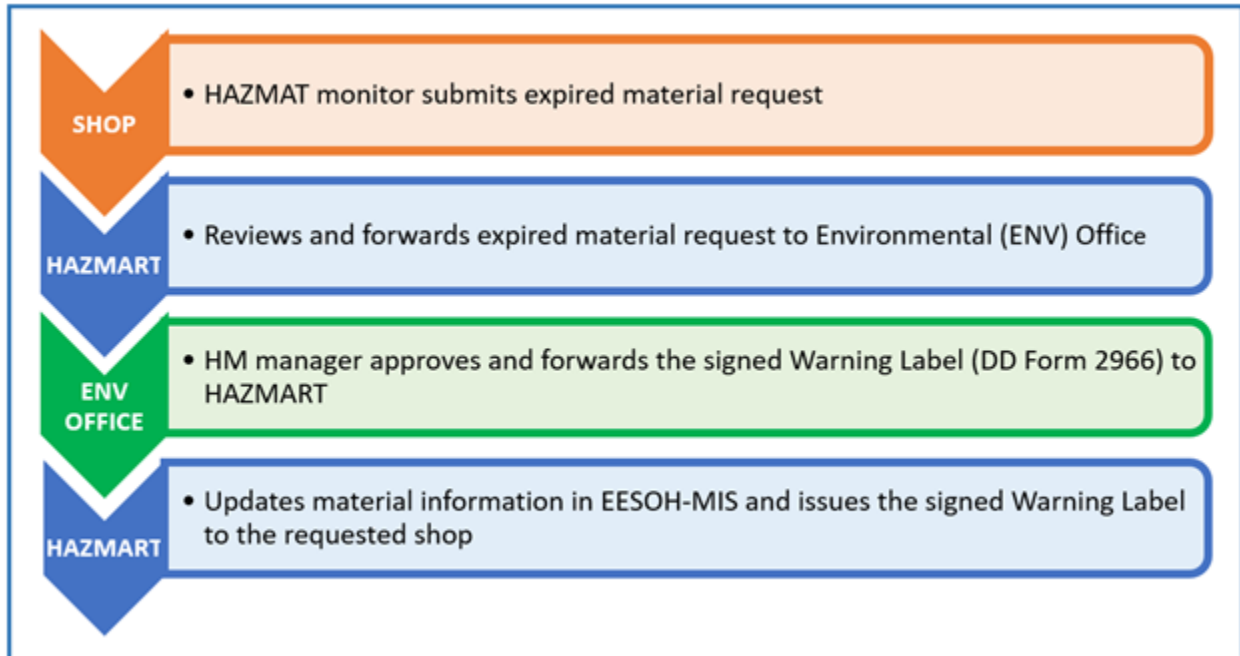 SHOP
• HAZMAT monitor submits expired material request
HAZMART
• Reviews and forwards expired material request to Environmental (ENV) Office
ENV
OFFICE
• HM manager approves and forwards the signed Warning Label (DD Form 2966) to
HAZMART
HAZMART
• Updates material information in EESOH-MIS and issues the signed Warning Label
to the requested shop